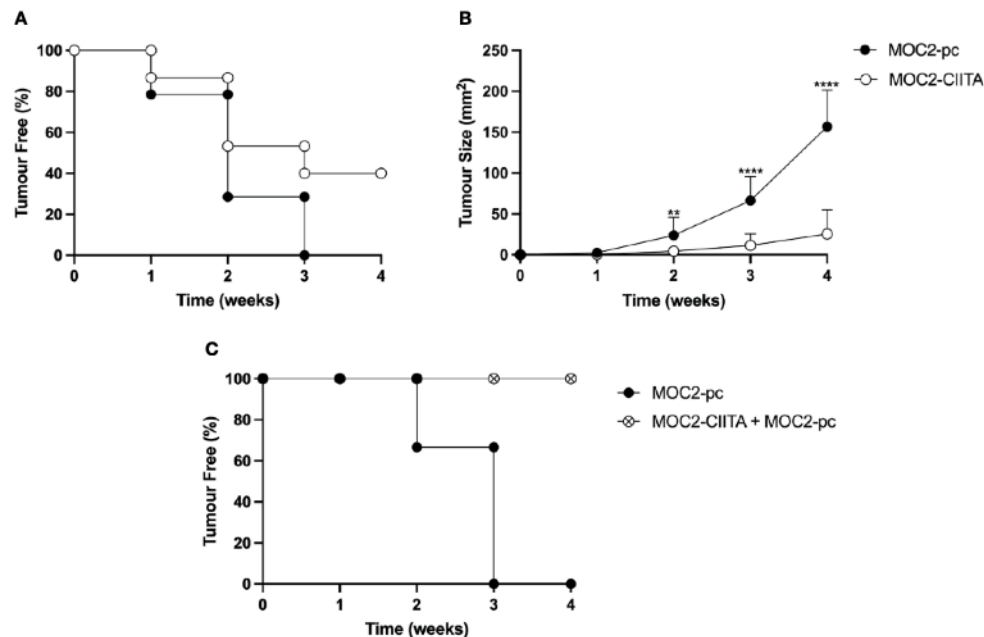 A
100
80
60
40
20
0
Tumour Free (%)
0 1 2 3 4
Time (weeks)
B
250
200
150
100
50
0
Tumour Size (mm²)
**
****
****
0 1 2 3 4
Time (weeks)
MOC2-pc
MOC2-CIITA
C
100
80
60
40
20
0
Tumour Free (%)
0 1 2 3 4
Time (weeks)
MOC2-pc
MOC2-CIITA + MOC2-pc